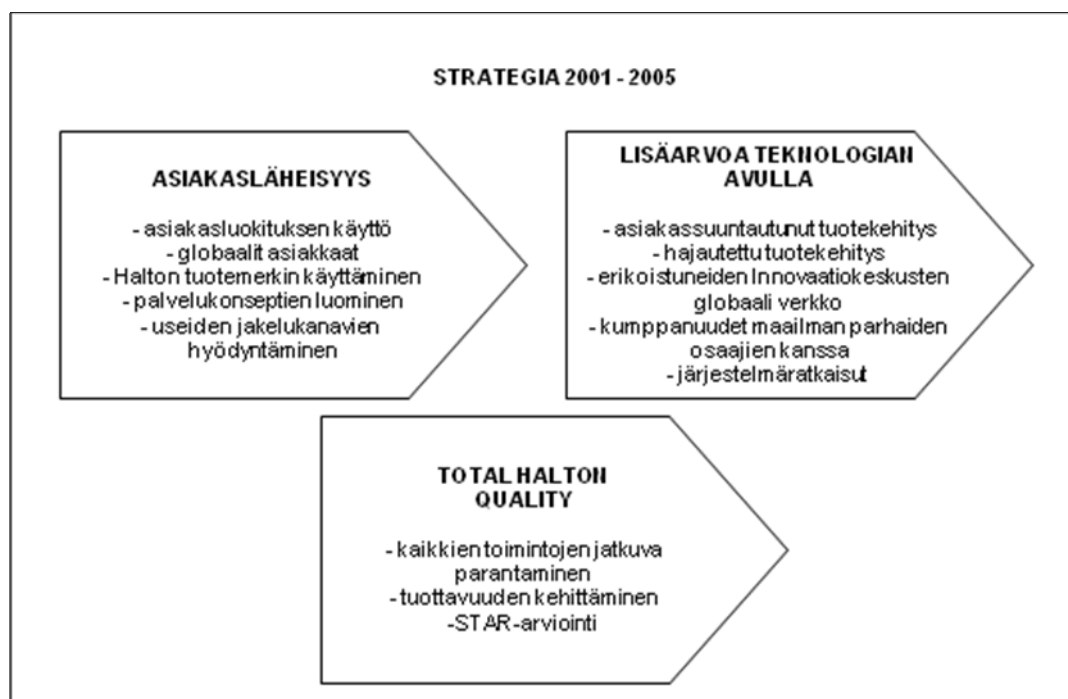 STRATEGIA 2001 - 2005
ASIAKASLÄHEISYYS
- asiakasluokituksen käyttö
- globaalit asiakkaat
- Halton tuotemerkin käyttäminen
- palvelukonseptien luominen
- useiden jakelukanavien
hyödyntäminen
LISÄARVOA TEKNOLOGIAN
AVULLA
- asiakassuuntautunut tuotekehitys
- hajautettu tuotekehitys
- erikoistuneiden Innovaatiokeskusten
globaali verkko
- kumppanuudet maailman parhaiden
osaajien kanssa
- järjestelmäratkaisut
TOTAL HALTON
QUALITY
- kaikkien toimintojen jatkuva
parantaminen
- tuottavuuden kehittäminen
-STAR-arviointi